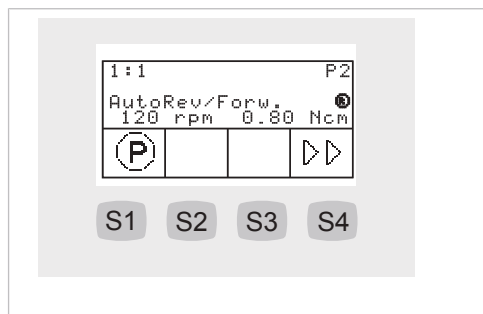 1:1 P2
AutoRev/Forw. ®
120 rpm 0.80 Ncm
P
S1 S2 S3 S4